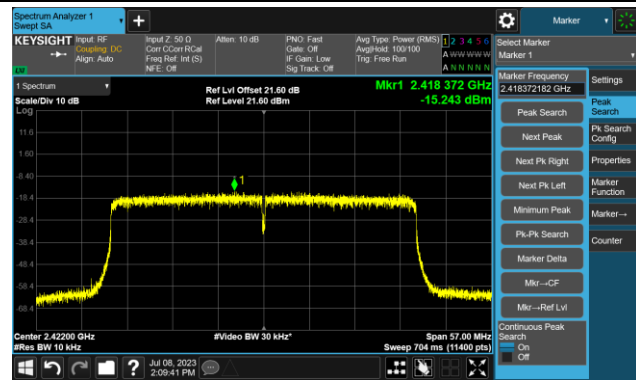 Spectrum Analyzer 1
Swept SA
Marker
KEYSIGHT
Input: RF
Coupling: DC
Align: Auto
Input Z: 50 Ω
Corr CCorr RCal
Freq Ref: Int (S)
NFE: Off
Atten: 10 dB
PNO: Fast
Gate: Off
IF Gain: Low
Sig Track: Off
Avg Type: Power (RMS)
Avg|Hold: 100/100
Trig: Free Run
1 2 3 4 5 6
A W W W W W
A N N N N N
LW
Select Marker
Marker 1
1 Spectrum
Scale/Div 10 dB
Log
Ref Lvl Offset 21.60 dB
Ref Level 21.60 dBm
Mkr1 2.418 372 GHz
-15.243 dBm
11.6
1.60
-8.40
-18.4
-28.4
-38.4
-48.4
-58.4
-68.4
1
Center 2.42200 GHz
#Res BW 10 kHz
#Video BW 30 kHz*
Span 57.00 MHz
Sweep 704 ms (11400 pts)
Marker Frequency
2.418372182 GHz
Peak Search
Next Peak
Next Pk Right
Next Pk Left
Minimum Peak
Pk-Pk Search
Marker Delta
Mkr→CF
Mkr→Ref Lvl
Continuous Peak
Search
On
Off
Settings
Peak
Search
Pk Search
Config
Properties
Marker
Function
Marker→
Counter
?
Jul 08, 2023
2:09:41 PM